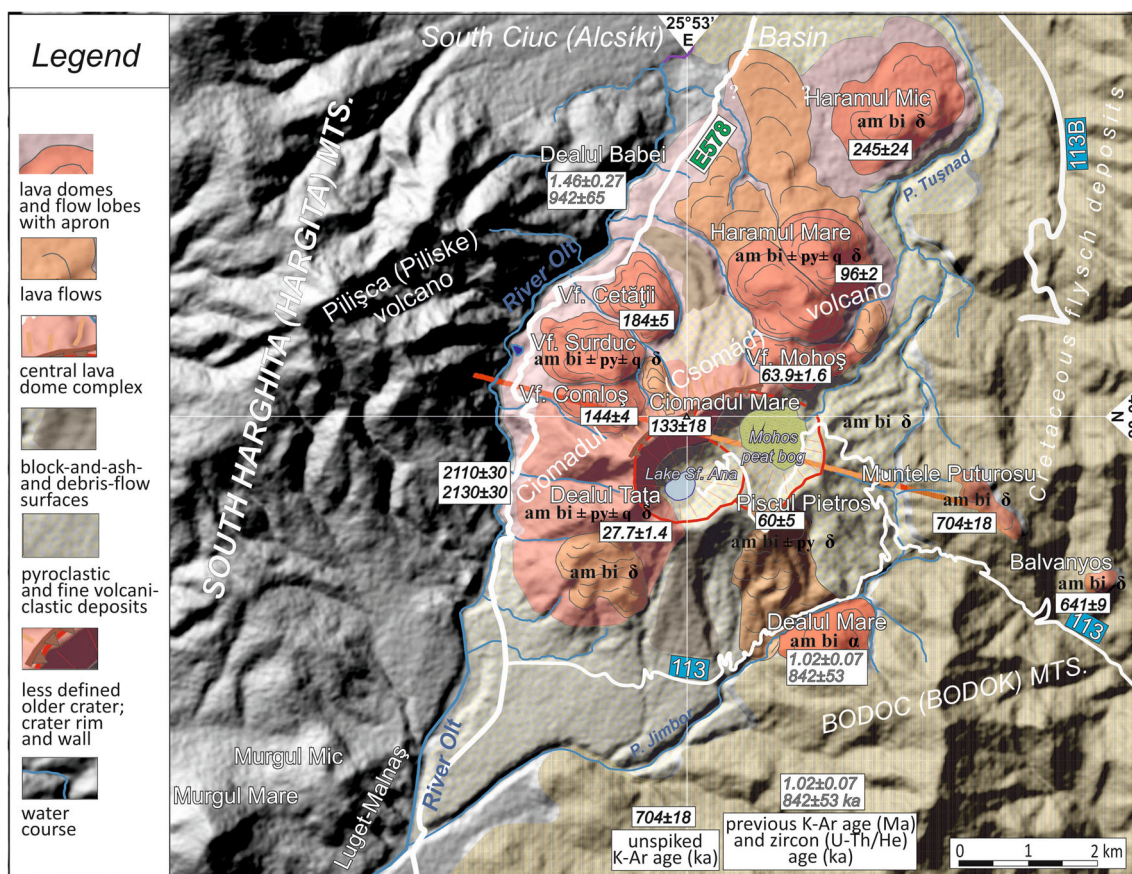 Legend
lava domes
and flow lobes
with apron
lava flows
central lava
dome complex
block-and-ash-
and debris-flow
surfaces
pyroclastic
and fine volcani-
clastic deposits
less defined
older crater;
crater rim
and wall
water
course
25°53'
E
South Ciuc (Alcsíki) Basin
?
?
Haramul Mic
am bi δ
245±24
113B
E578
Dealul Babei
1.46±0.27
942±65
P. Tuşnad
SOUTH HARGHITA (HARGITA) MTS.
Cretaceous flysch deposits
Haramul Mare
am bi ± py± q δ
96±2
Pilişca (Piliske)
volcano
River Olt
Vf. Cetăţii
184±5
Ciomadul (Csomád) volcano
Vf. Surduc
am bi ± py± q δ
Vf. Mohoş
63.9±1.6
Vf. Comloş
144±4
Ciomadul Mare
133±18
am bi δ
N
Mohos
peat bog
2110±30
2130±30
Lake Sf. Ana
Muntele Puturosu
am bi δ
704±18
Dealul Taţa
am bi ± py± q δ
27.7±1.4
Piscul Pietros
60±5
am bi ± py δ
am bi δ
Balvanyos
am bi δ
641±9
113
Dealul Mare
am bi α
1.02±0.07
842±53
113
BODOC (BODOK) MTS.
P. Jimbor
River Olt
Murgul Mic
Murgul Mare
Luget-Malnaş
704±18
unspiked
K-Ar age (ka)
1.02±0.07
842±53 ka
previous K-Ar age (Ma)
and zircon (U-Th/He)
age (ka)
0 1 2 km